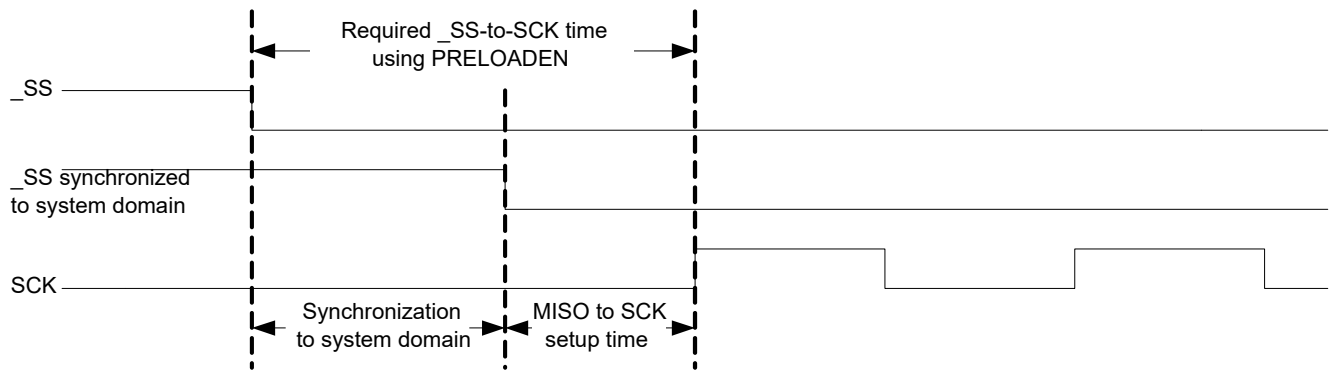 Required _SS-to-SCK time
using PRELOADEN
_SS
_SS synchronized
to system domain
SCK
Synchronization
to system domain
MISO to SCK
setup time